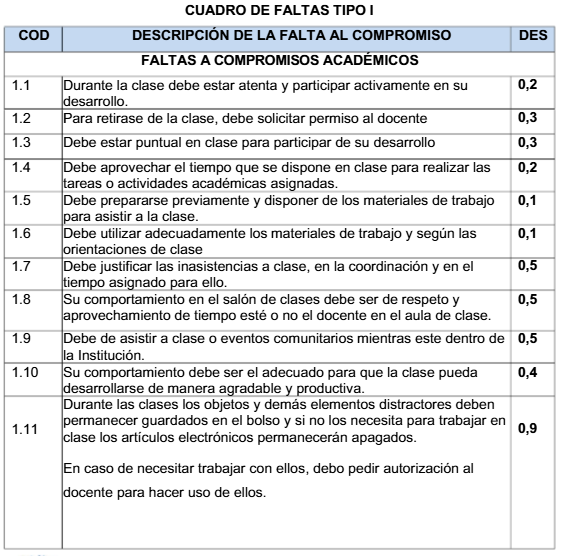 CUADRO DE FALTAS TIPO I
COD DESCRIPCIÓN DE LA FALTA AL COMPROMISO DES
FALTAS A COMPROMISOS ACADÉMICOS
1.1 Durante la clase debe estar atenta y participar activamente en su 0,2
desarrollo.
1.2 Para retirase de la clase, debe solicitar permiso al docente 0,3
1.3 Debe estar puntual en clase para participar de su desarrollo 0,3
1.4 Debe aprovechar el tiempo que se dispone en clase para realizar las 0,2
tareas o actividades académicas asignadas.
1.5 Debe prepararse previamente y disponer de los materiales de trabajo 0,1
para asistir a la clase.
1.6 Debe utilizar adecuadamente los materiales de trabajo y según las 0,1
orientaciones de clase
1.7 Debe justificar las inasistencias a clase, en la coordinación y en el 0,5
tiempo asignado para ello.
1.8 Su comportamiento en el salón de clases debe ser de respeto y 0,5
aprovechamiento de tiempo esté o no el docente en el aula de clase.
1.9 Debe de asistir a clase o eventos comunitarios mientras este dentro de 0,5
la Institución.
1.10 Su comportamiento debe ser el adecuado para que la clase pueda 0,4
desarrollarse de manera agradable y productiva.
Durante las clases los objetos y demás elementos distractores deben
1.11 permanecer guardados en el bolso y si no los necesita para trabajar en 0,9
clase los artículos electrónicos permanecerán apagados.
En caso de necesitar trabajar con ellos, debo pedir autorización al
docente para hacer uso de ellos.